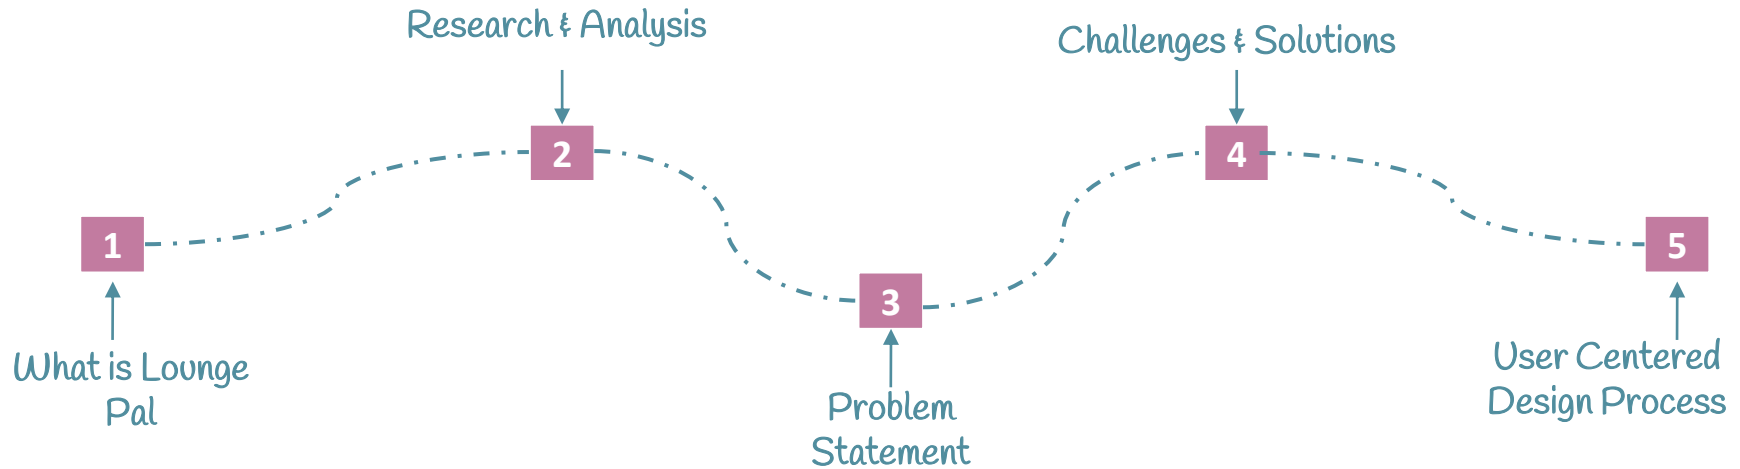 Research & Analysis
Challenges & Solutions
2
4
1
5
3
What is Lounge
Pal
User Centered
Design Process
Problem
Statement